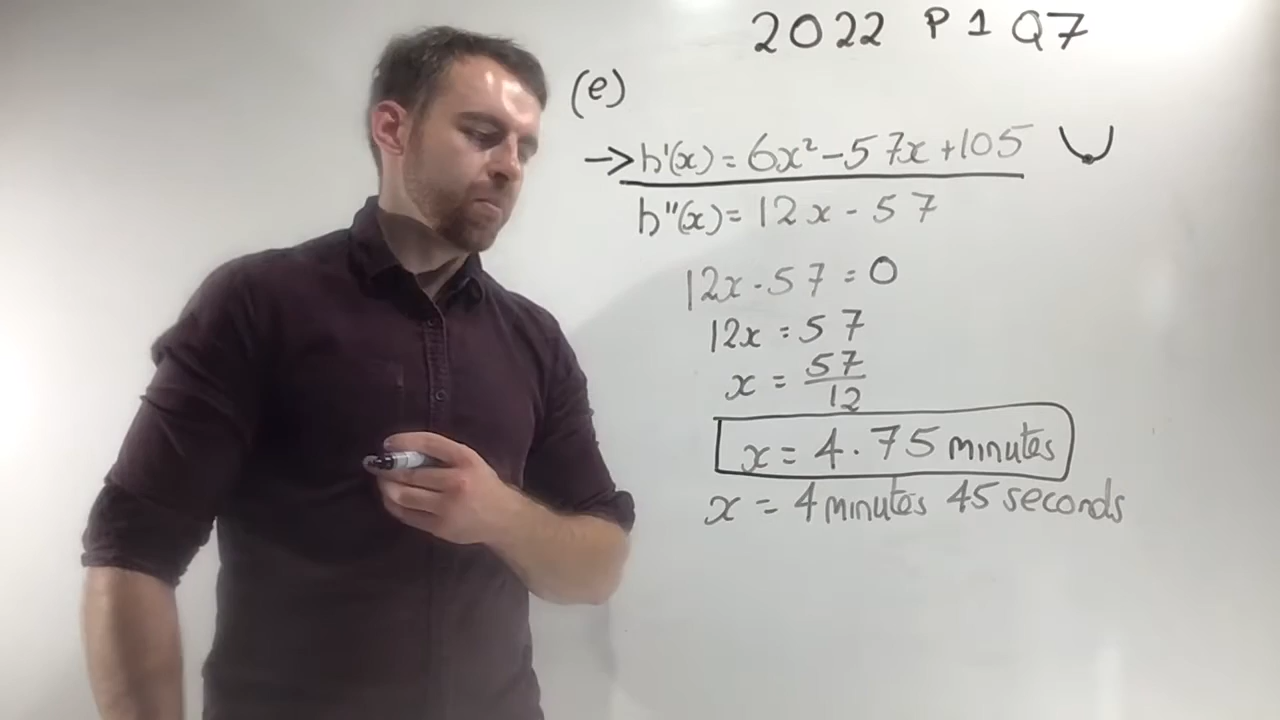 2022 P1 Q7
(e)
→h'(x) = 6x²-57x+105
h''(x) = 12x - 57
12x - 57 = 0
12x = 57
x = 57/12
x = 4.75 minutes
x = 4 minutes 45 seconds